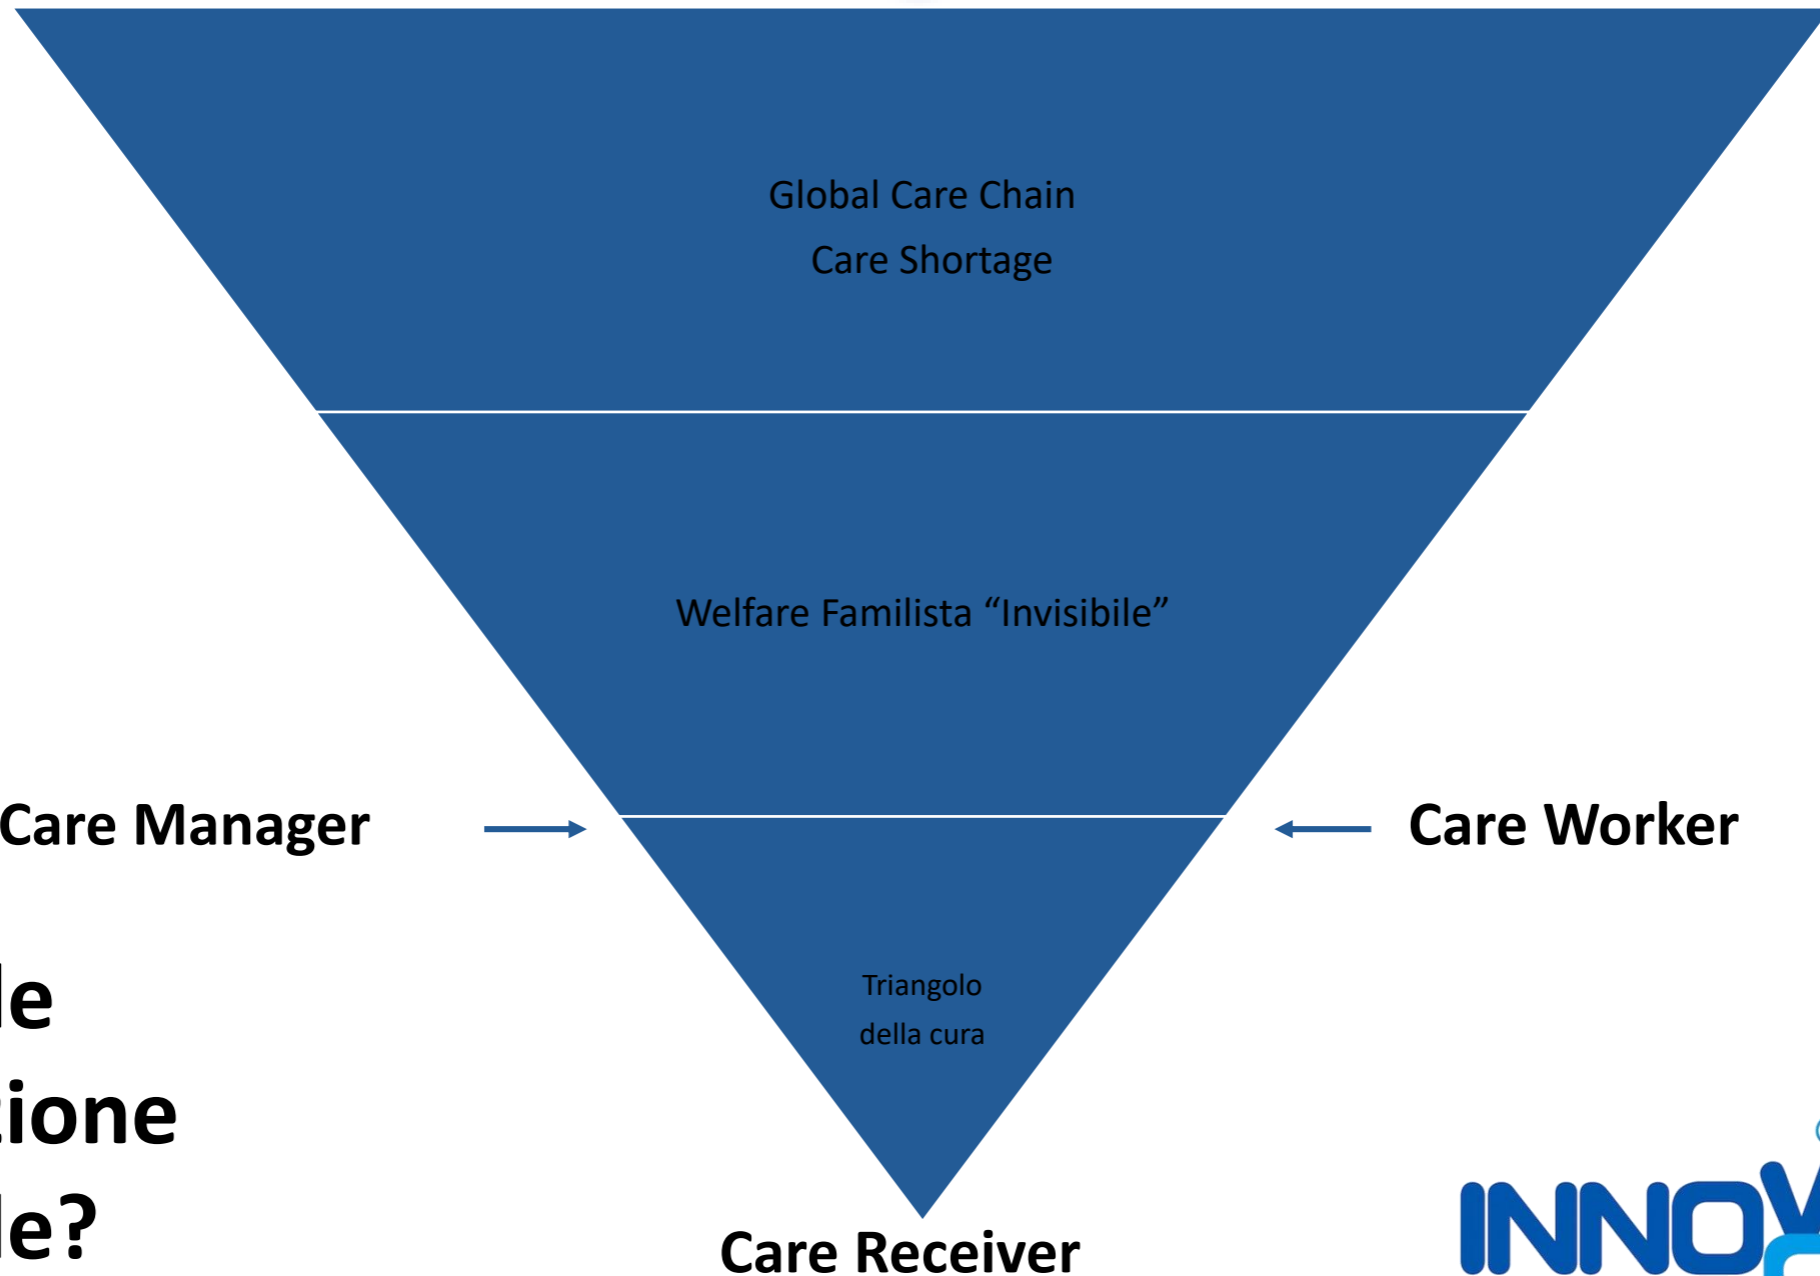 Global Care Chain
Care Shortage
Welfare Familista “Invisibile”
Care Manager
Care Worker
Triangolo
della cura
Care Receiver